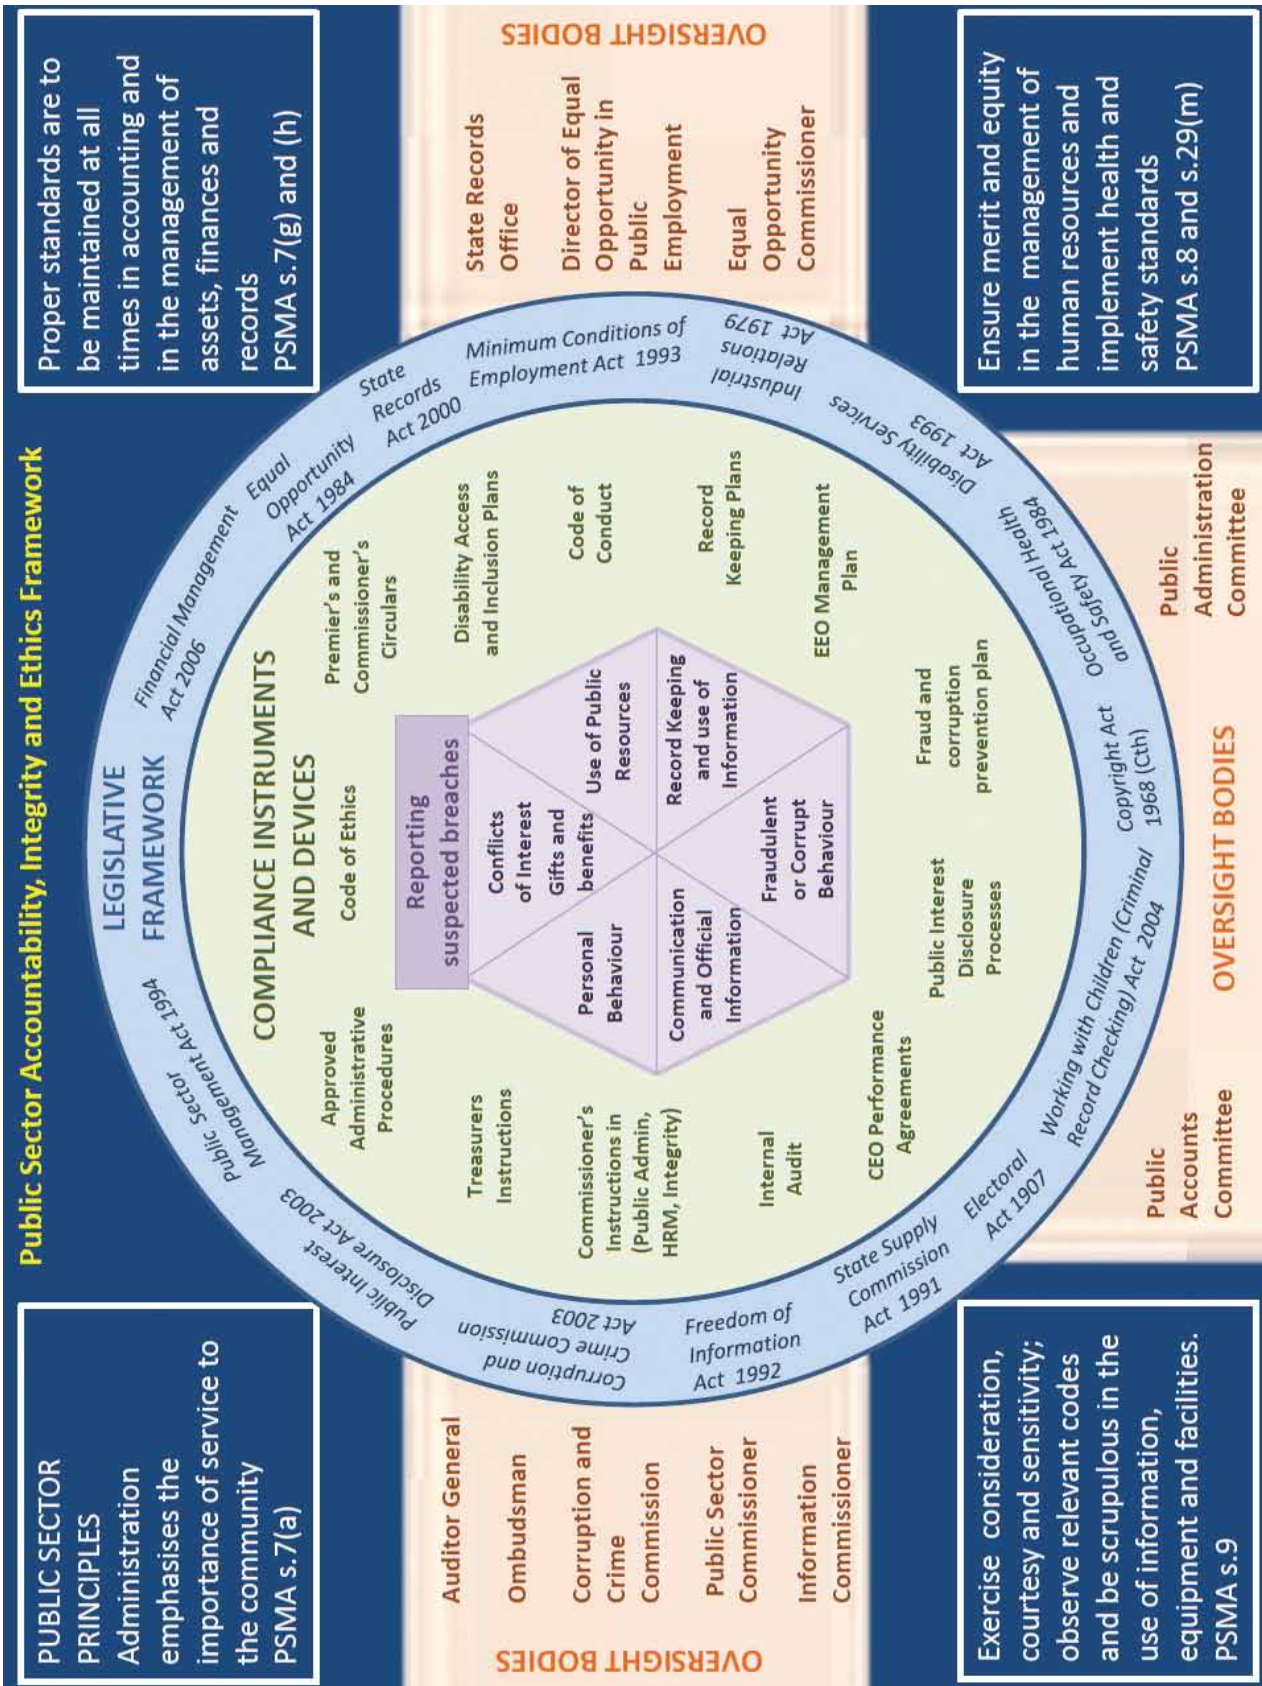 Public Sector Accountability, Integrity and Ethics Framework
PUBLIC SECTOR
PRINCIPLES
Administration
emphasises the
importance of service to
the community
PSMA s.7(a)
Proper standards are to
be maintained at all
times in accounting and
in the management of
assets, finances and
records
PSMA s.7(g) and (h)
OVERSIGHT BODIES
Auditor General
Ombudsman
Corruption and
Crime
Commission
Public Sector
Commissioner
Information
Commissioner
LEGISLATIVE
FRAMEWORK
Public Sector
Management Act 1994
Financial Management
Act 2006
Equal
Opportunity
Act 1984
State
Records
Act 2000
Minimum Conditions of
Employment Act 1993
Industrial
Relations
Act 1979
Disability Services
Act 1993
Occupational Health
and Safety Act 1984
Copyright Act
1968 (Cth)
Working with Children (Criminal
Record Checking) Act 2004
Electoral
Act 1907
State Supply
Commission
Act 1991
Freedom of
Information
Act 1992
Corruption and
Crime Commission
Act 2003
Public Interest
Disclosure Act 2003
COMPLIANCE INSTRUMENTS
AND DEVICES
Approved
Administrative
Procedures
Code of Ethics
Premier's and
Commissioner's
Circulars
Treasurers
Instructions
Disability Access
and Inclusion Plans
Commissioner's
Instructions in
(Public Admin,
HRM, Integrity)
Code of
Conduct
Internal
Audit
Record
Keeping Plans
CEO Performance
Agreements
EEO Management
Plan
Public Interest
Disclosure
Processes
Fraud and
corruption
prevention plan
Reporting
suspected breaches
Personal
Behaviour
Conflicts
of Interest
Gifts and
benefits
Use of Public
Resources
Communication
and Official
Information
Fraudulent
or Corrupt
Behaviour
Record Keeping
and use of
Information
State Records
Office
Director of Equal
Opportunity in
Public
Employment
Equal
Opportunity
Commissioner
OVERSIGHT BODIES
Exercise consideration,
courtesy and sensitivity;
observe relevant codes
and be scrupulous in the
use of information,
equipment and facilities.
PSMA s.9
Public
Accounts
Committee
OVERSIGHT BODIES
Public
Administration
Committee
Ensure merit and equity
in the management of
human resources and
implement health and
safety standards
PSMA s.8 and s.29(m)